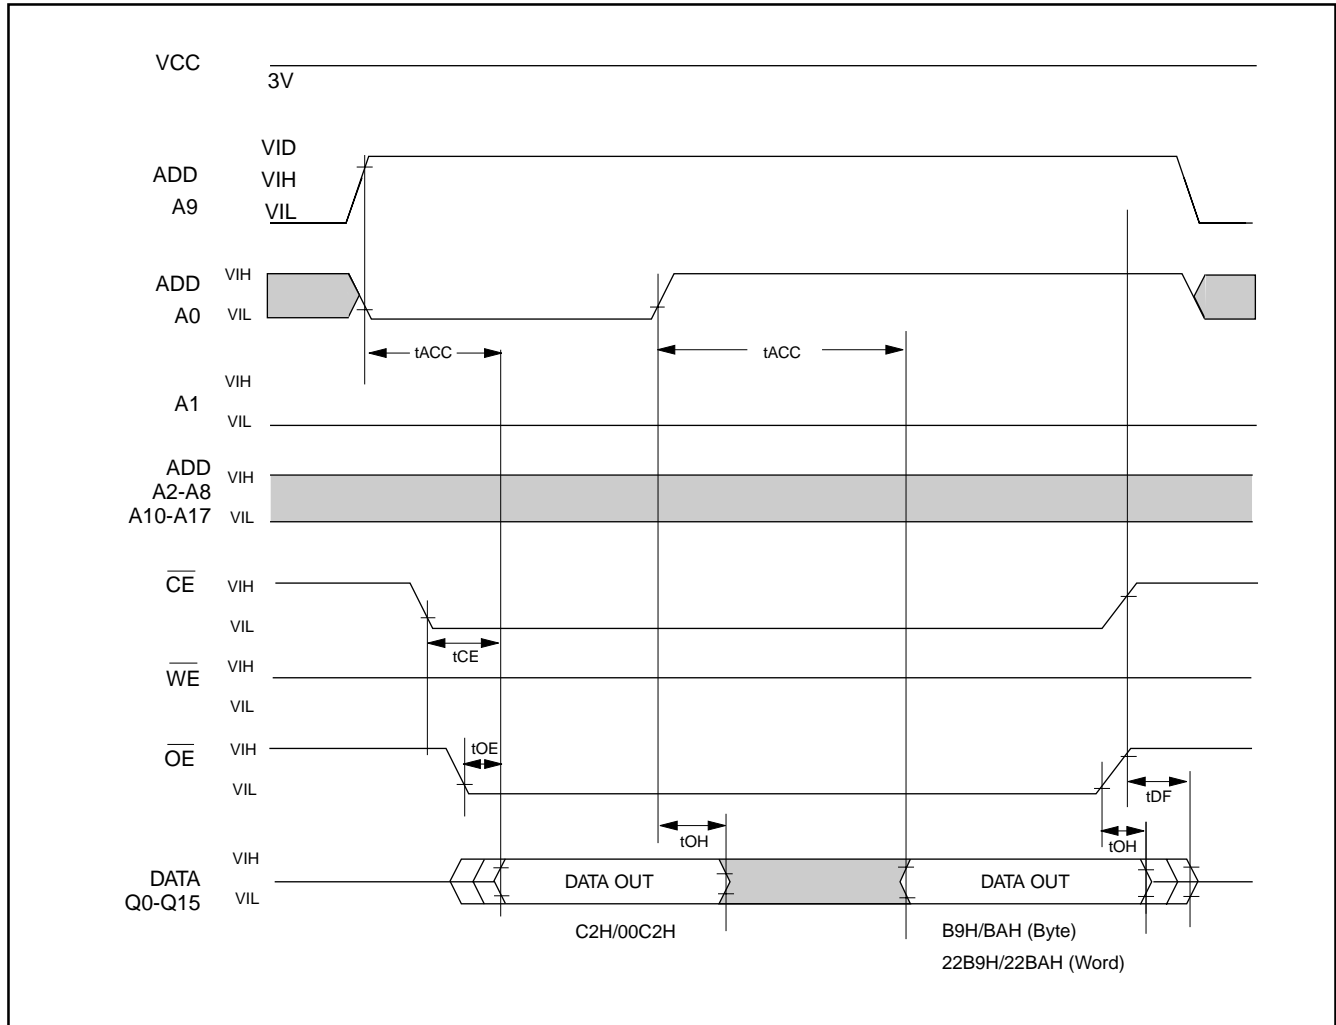 VCC
3V
VID
ADD
VIH
A9
VIL
VIH
ADD
A0
VIL
tACC
tACC
VIH
A1
VIL
ADD
VIH
A2-A8
A10-A17
VIL
CE
VIH
VIL
tCE
VIH
WE
VIL
OE
VIH
tOE
VIL
tDF
tOH
tOH
VIH
DATA
DATA OUT
DATA OUT
Q0-Q15
VIL
C2H/00C2H
B9H/BAH (Byte)
22B9H/22BAH (Word)